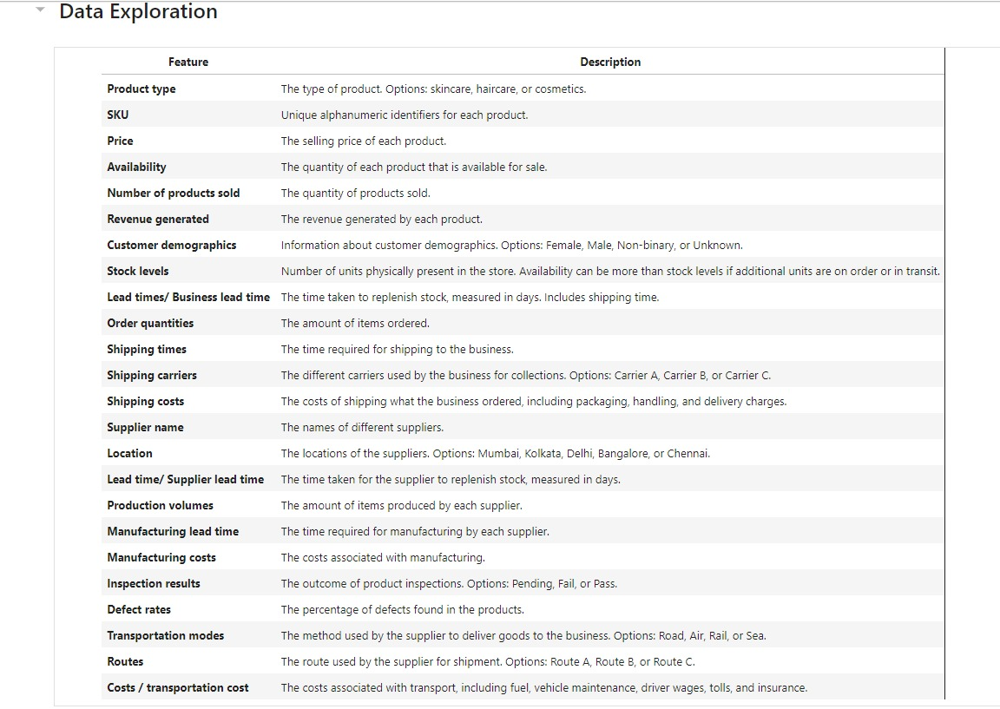 Data Exploration
Feature Description
Product type The type of product. Options: skincare, haircare, or cosmetics.
SKU Unique alphanumeric identifiers for each product.
Price The selling price of each product.
Availability The quantity of each product that is available for sale.
Number of products sold The quantity of products sold.
Revenue generated The revenue generated by each product.
Customer demographics Information about customer demographics. Options: Female, Male, Non-binary, or Unknown.
Stock levels Number of units physically present in the store. Availability can be more than stock levels if additional units are on order or in transit.
Lead times/ Business lead time The time taken to replenish stock, measured in days. Includes shipping time.
Order quantities The amount of items ordered.
Shipping times The time required for shipping to the business.
Shipping carriers The different carriers used by the business for collections. Options: Carrier A, Carrier B, or Carrier C.
Shipping costs The costs of shipping what the business ordered, including packaging, handling, and delivery charges.
Supplier name The names of different suppliers.
Location The locations of the suppliers. Options: Mumbai, Kolkata, Delhi, Bangalore, or Chennai.
Lead time/ Supplier lead time The time taken for the supplier to replenish stock, measured in days.
Production volumes The amount of items produced by each supplier.
Manufacturing lead time The time required for manufacturing by each supplier.
Manufacturing costs The costs associated with manufacturing.
Inspection results The outcome of product inspections. Options: Pending, Fail, or Pass.
Defect rates The percentage of defects found in the products.
Transportation modes The method used by the supplier to deliver goods to the business. Options: Road, Air, Rail, or Sea.
Routes The route used by the supplier for shipment. Options: Route A, Route B, or Route C.
Costs / transportation cost The costs associated with transport, including fuel, vehicle maintenance, driver wages, tolls, and insurance.